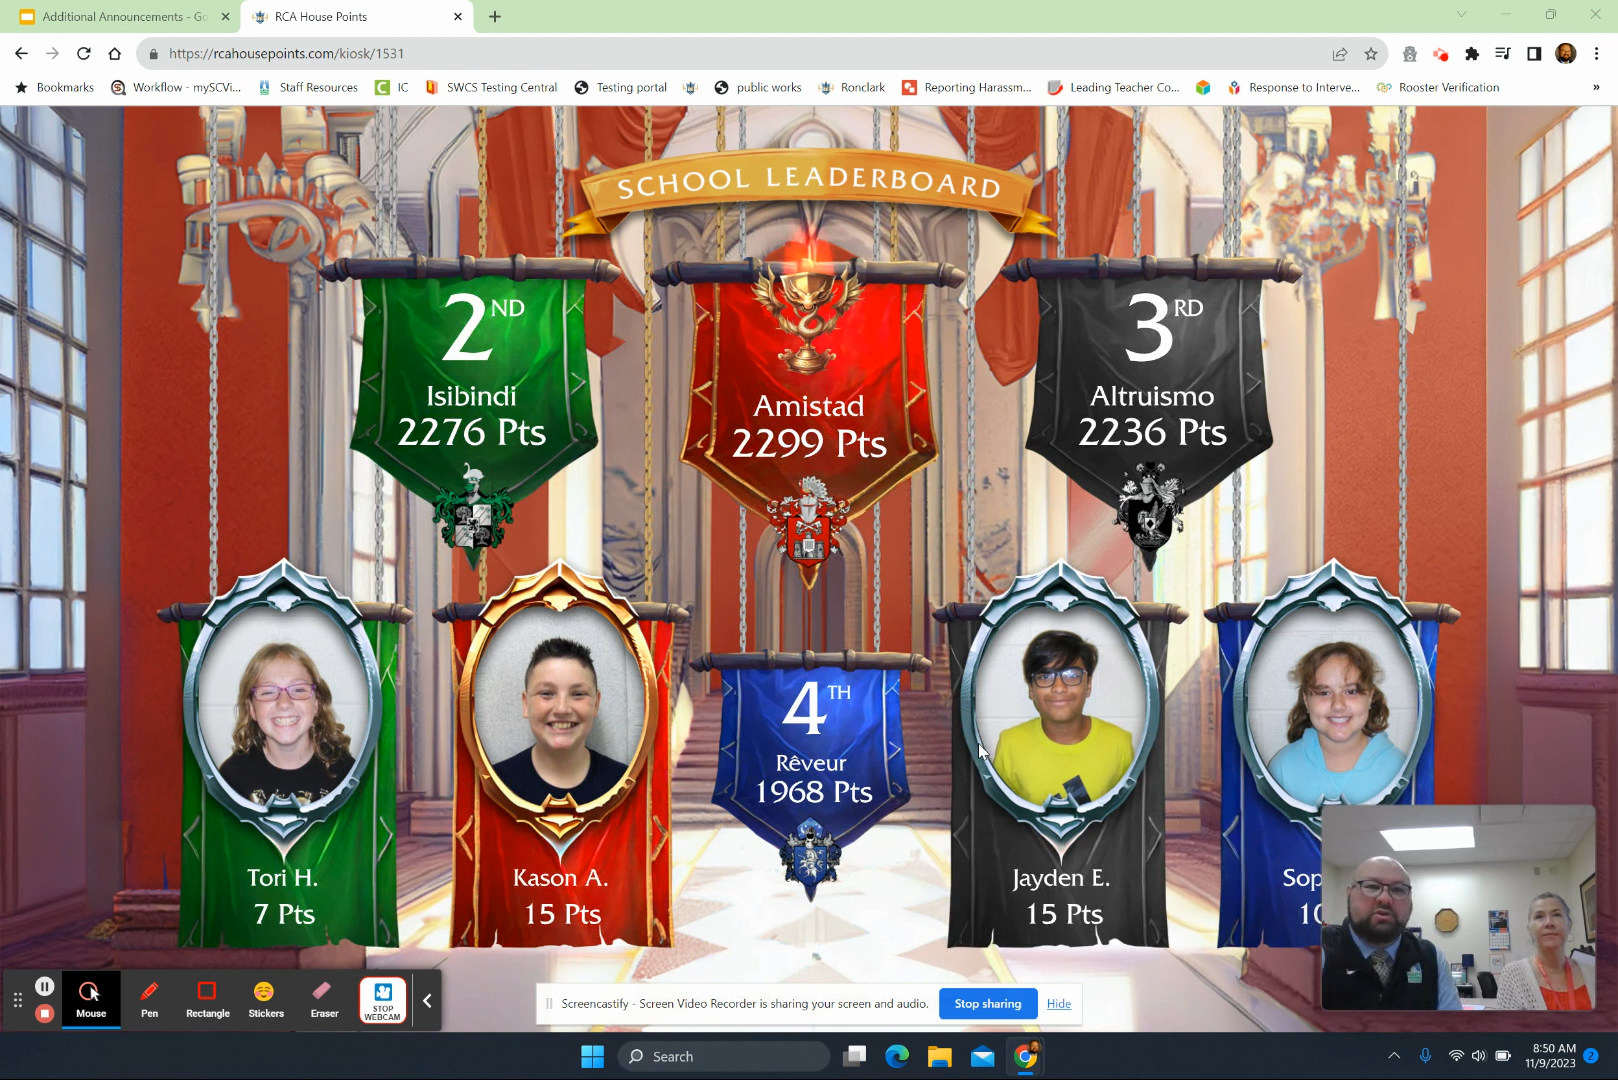 Additional Announcements - Go
RCA House Points
https://rcahousepoints.com/kiosk/1531
Bookmarks
Workflow - mySCVi...
Staff Resources
IC
SWCS Testing Central
Testing portal
public works
Ronclark
Reporting Harassm...
Leading Teacher Co...
Response to Interve...
Rooster Verification
»
SCHOOL LEADERBOARD
2ND
Isibindi
2276 Pts
Amistad
2299 Pts
3RD
Altruismo
2236 Pts
4TH
Rêveur
1968 Pts
Tori H.
7 Pts
Kason A.
15 Pts
Jayden E.
15 Pts
Sop
10
Mouse
Pen
Rectangle
Stickers
Eraser
STOP
WEBCAM
Screencastify - Screen Video Recorder is sharing your screen and audio.
Stop sharing
Hide
Search
8:50 AM
11/9/2023
2